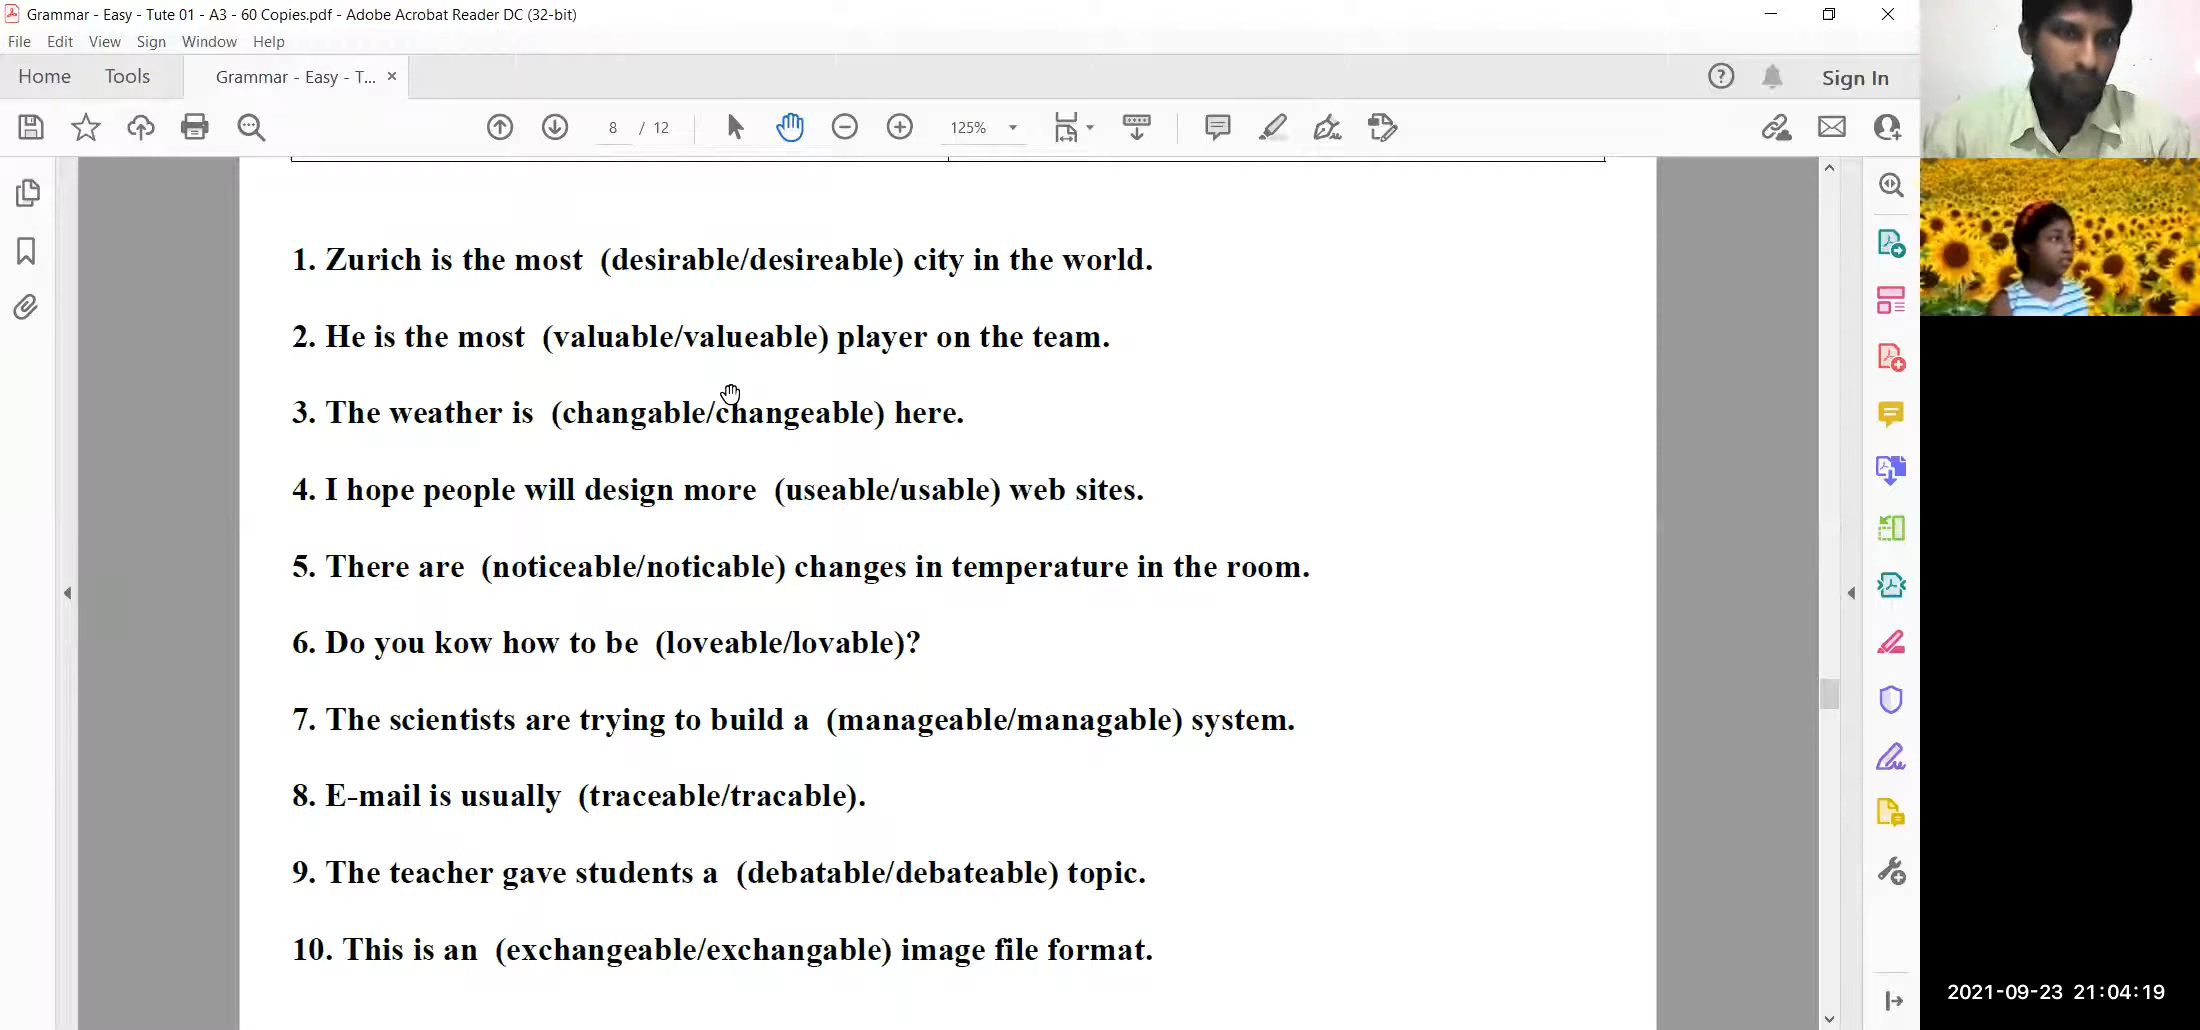 Grammar - Easy - Tute 01 - A3 - 60 Copies.pdf - Adobe Acrobat Reader DC (32-bit)
File Edit View Sign Window Help
Home Tools Grammar - Easy - T... × Sign In
8 / 12 125%
1. Zurich is the most (desirable/desireable) city in the world.
2. He is the most (valuable/valueable) player on the team.
3. The weather is (changable/changeable) here.
4. I hope people will design more (useable/usable) web sites.
5. There are (noticeable/noticable) changes in temperature in the room.
6. Do you kow how to be (loveable/lovable)?
7. The scientists are trying to build a (manageable/managable) system.
8. E-mail is usually (traceable/tracable).
9. The teacher gave students a (debatable/debateable) topic.
10. This is an (exchangeable/exchangable) image file format.
2021-09-23 21:04:19